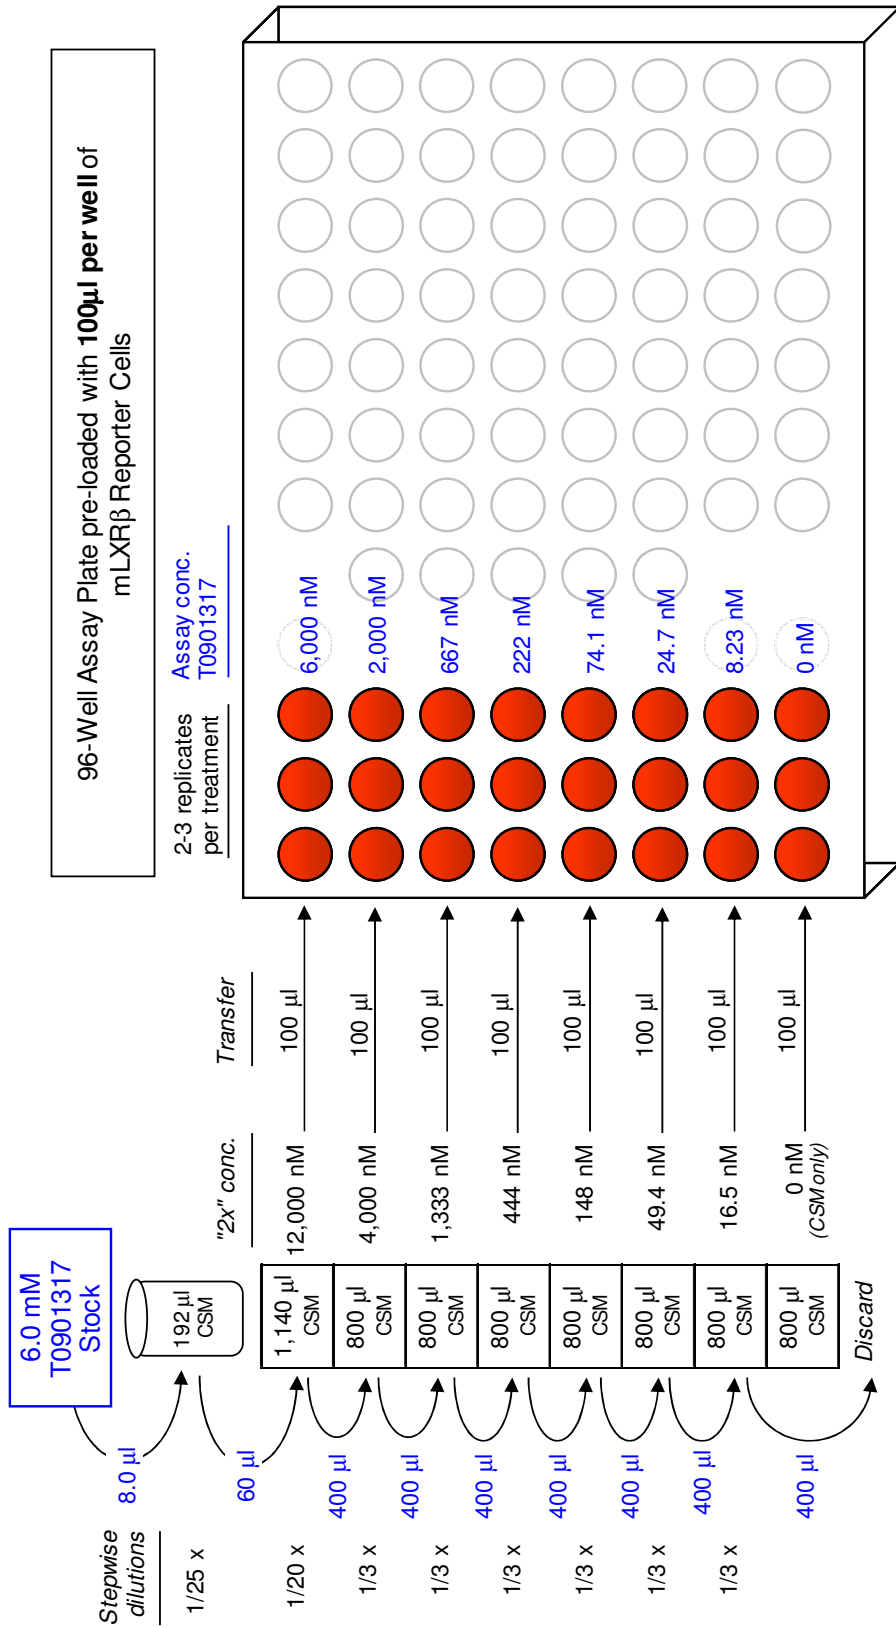 96-Well Assay Plate pre-loaded with 100µl per well of
mLXRβ Reporter Cells
6.0 mM
T0901317
Stock
Stepwise
dilutions
8.0 µl
192 µl
CSM
1/25 x
60 µl
"2x" conc.
Transfer
2-3 replicates
per treatment
Assay conc.
T0901317
1/20 x
1,140 µl
CSM
12,000 nM
100 µl
6,000 nM
400 µl
1/3 x
800 µl
CSM
4,000 nM
100 µl
2,000 nM
400 µl
1/3 x
800 µl
CSM
1,333 nM
100 µl
667 nM
400 µl
1/3 x
800 µl
CSM
444 nM
100 µl
222 nM
400 µl
1/3 x
800 µl
CSM
148 nM
100 µl
74.1 nM
400 µl
1/3 x
800 µl
CSM
49.4 nM
100 µl
24.7 nM
400 µl
1/3 x
800 µl
CSM
16.5 nM
100 µl
8.23 nM
400 µl
800 µl
CSM
0 nM
(CSM only)
100 µl
0 nM
Discard